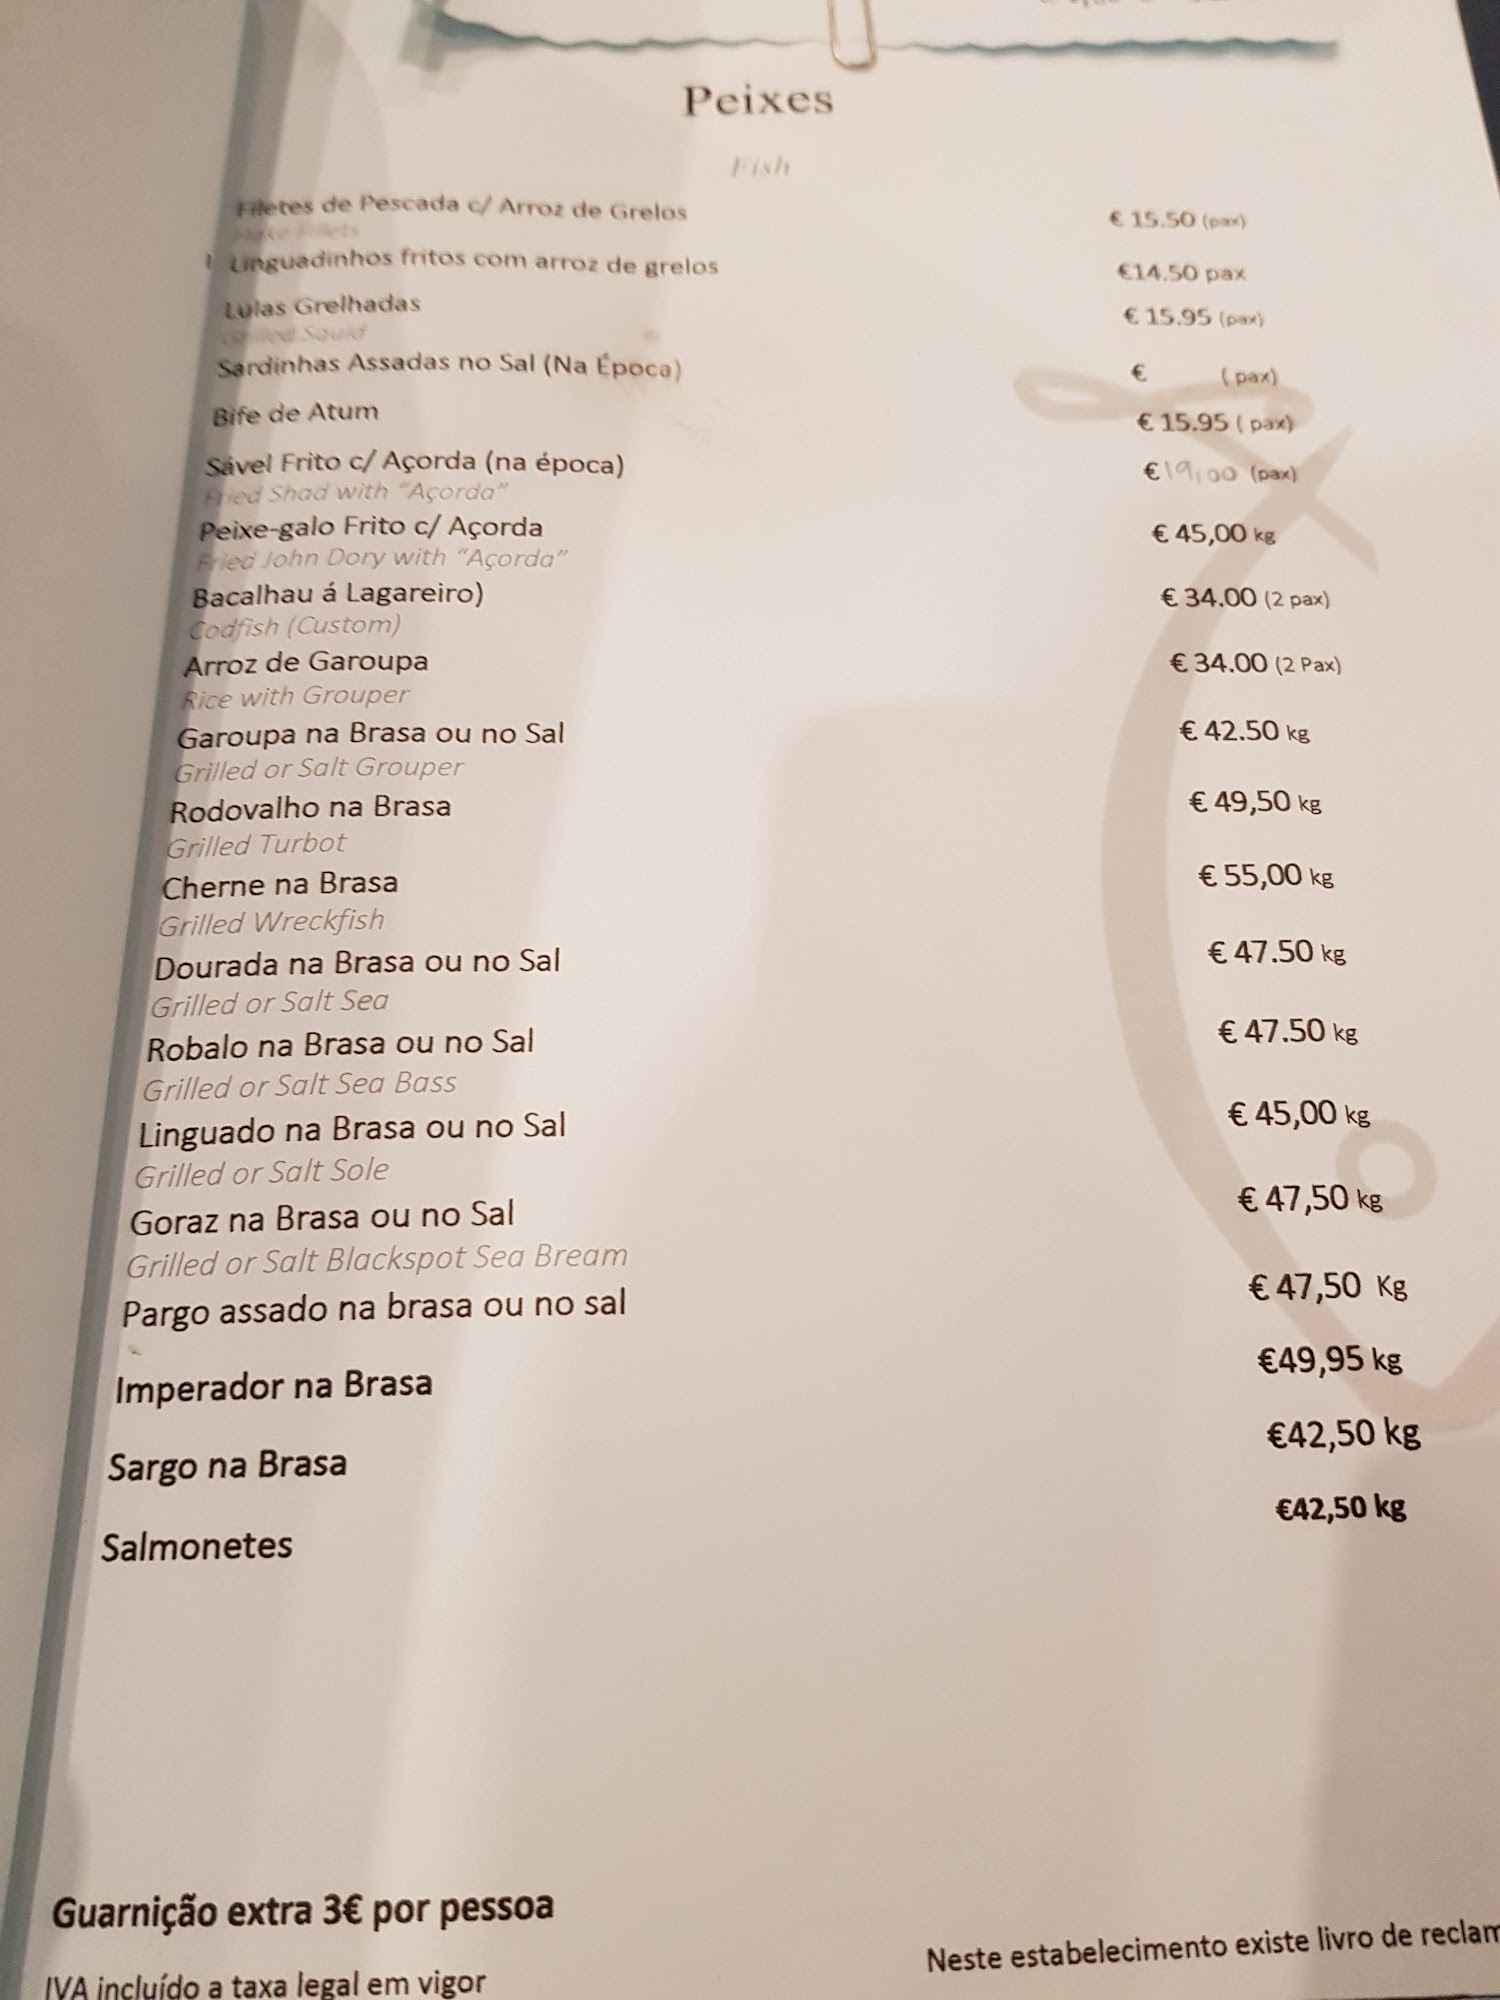 Peixes
Fish
Filetes de Pescada c/ Arroz de Grelos € 15.50 (pax)
Hake Fillets
Linguadinhos fritos com arroz de grelos €14.50 pax
Lulas Grelhadas € 15.95 (pax)
Grilled Squid
Sardinhas Assadas no Sal (Na Época) € ( pax)
Bife de Atum € 15.95 ( pax)
Sável Frito c/ Açorda (na época) €19,00 (pax)
Fried Shad with “Açorda”
Peixe-galo Frito c/ Açorda € 45,00 kg
Fried John Dory with “Açorda”
Bacalhau á Lagareiro) € 34.00 (2 pax)
Codfish (Custom)
Arroz de Garoupa € 34.00 (2 Pax)
Rice with Grouper
Garoupa na Brasa ou no Sal € 42.50 kg
Grilled or Salt Grouper
Rodovalho na Brasa € 49,50 kg
Grilled Turbot
Cherne na Brasa € 55,00 kg
Grilled Wreckfish
Dourada na Brasa ou no Sal € 47.50 kg
Grilled or Salt Sea
Robalo na Brasa ou no Sal € 47.50 kg
Grilled or Salt Sea Bass
Linguado na Brasa ou no Sal € 45,00 kg
Grilled or Salt Sole
Goraz na Brasa ou no Sal € 47,50 kg
Grilled or Salt Blackspot Sea Bream
Pargo assado na brasa ou no sal € 47,50 Kg
Imperador na Brasa €49,95 kg
Sargo na Brasa €42,50 kg
Salmonetes €42,50 kg
Guarnição extra 3€ por pessoa
Neste estabelecimento existe livro de reclam
IVA incluído a taxa legal em vigor